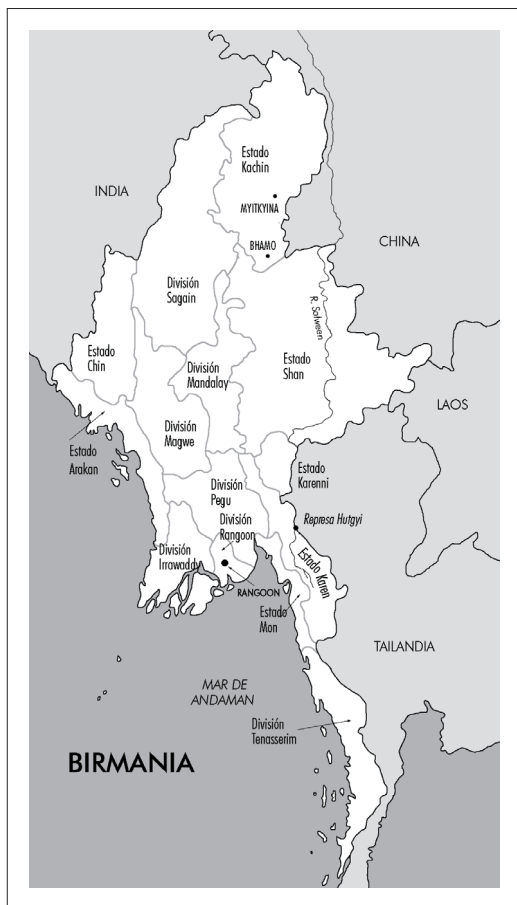 Estado
Kachin
MYITKYINA
INDIA
CHINA
BHAMO
División
Sagain
R. Salween
Estado
Chin
División
Mandalay
Estado
Shan
LAOS
División
Magwe
Estado
Arakan
Estado
Karenni
División
Pegu
Represa Hutgyi
División
Rangoon
División
Irrawaddy
Estado Karen
RANGOON
Estado
Mon
TAILANDIA
MAR DE
ANDAMAN
División
Tenasserim
BIRMANIA